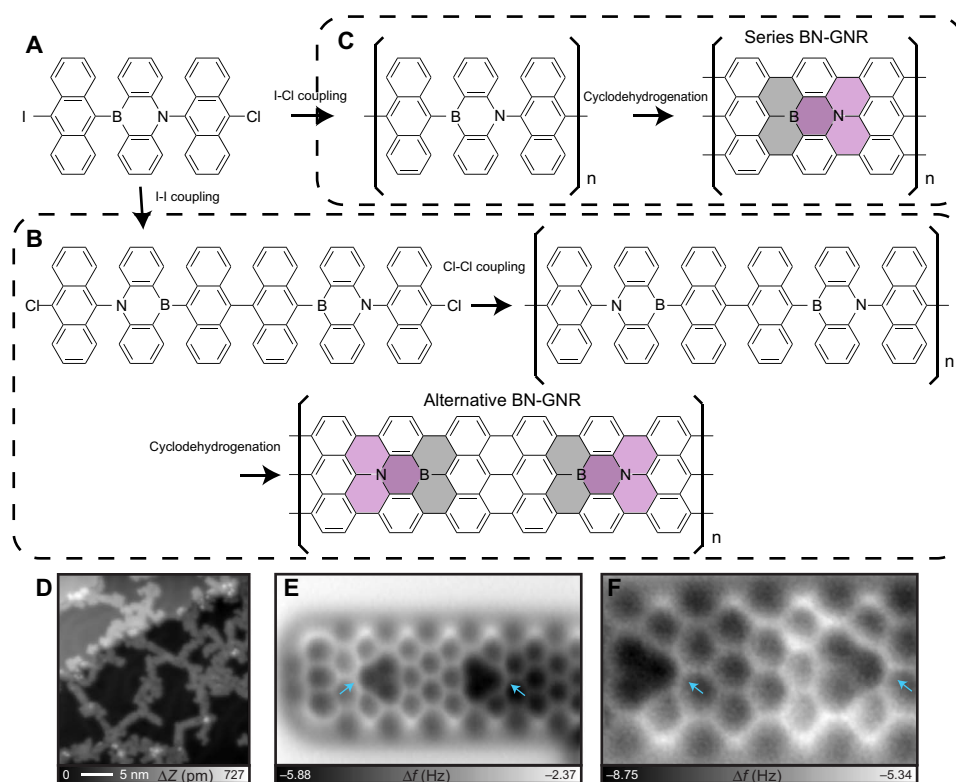 A
I
B
N
Cl
I-Cl coupling
I-I coupling
C
B
N
n
Cyclodehydrogenation
Series BN-GNR
B
N
n
B
Cl
N
B
B
N
Cl
Cl-Cl coupling
N
B
B
N
n
Cyclodehydrogenation
Alternative BN-GNR
N
B
B
N
n
D
0
5 nm
ΔZ (pm)
727
E
–5.88
Δf (Hz)
–2.37
F
–8.75
Δf (Hz)
–5.34